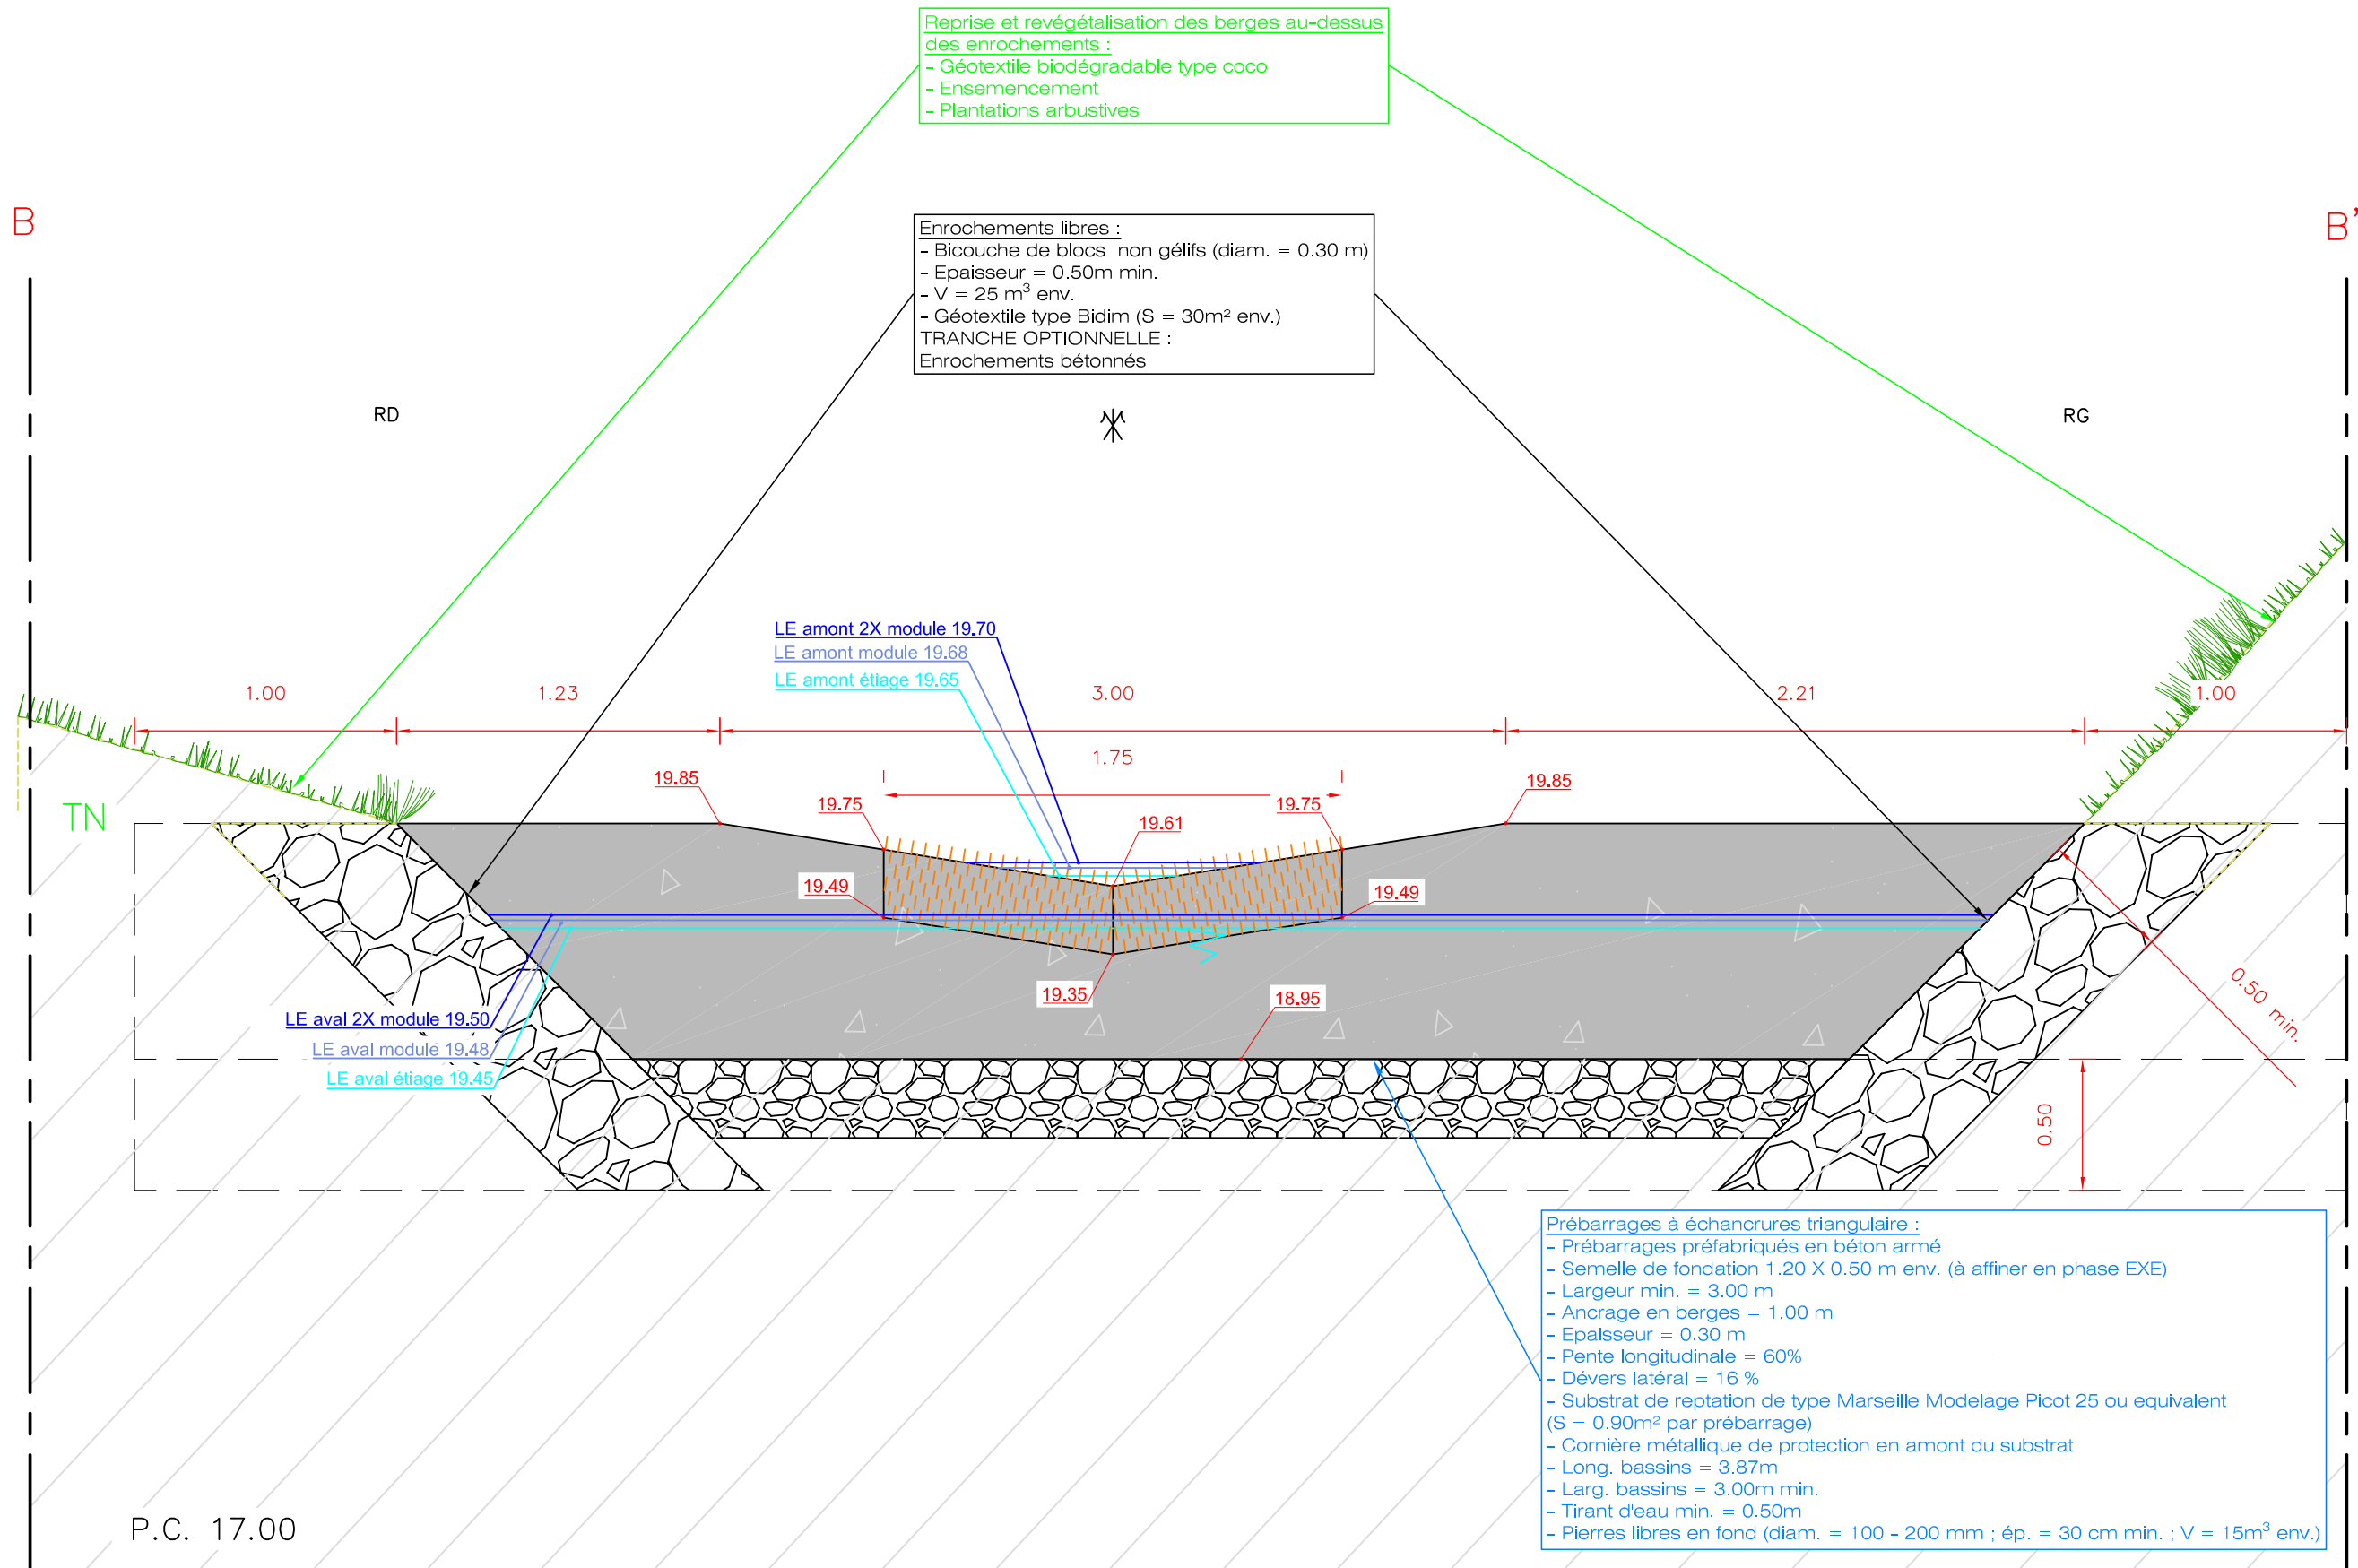 Reprise et revégétalisation des berges au-dessus
des enrochements :
- Géotextile biodégradable type coco
- Ensemencement
- Plantations arbustives
B
B'
Enrochements libres :
- Bicouche de blocs non gélifs (diam. = 0.30 m)
- Epaisseur = 0.50m min.
- V = 25 m³ env.
- Géotextile type Bidim (S = 30m² env.)
TRANCHE OPTIONNELLE :
Enrochements bétonnés
RD
RG
LE amont 2X module 19.70
LE amont module 19.68
LE amont étiage 19.65
1.00
1.23
3.00
2.21
1.00
1.75
19.85
19.85
19.75
19.75
TN
19.61
19.49
19.49
19.35
18.95
0.50 min.
LE aval 2X module 19.50
LE aval module 19.48
LE aval étiage 19.45
0.50
Prébarrages à échancrures triangulaire :
- Prébarrages préfabriqués en béton armé
- Semelle de fondation 1.20 X 0.50 m env. (à affiner en phase EXE)
- Largeur min. = 3.00 m
- Ancrage en berges = 1.00 m
- Epaisseur = 0.30 m
- Pente longitudinale = 60%
- Dévers latéral = 16 %
- Substrat de reptation de type Marseille Modelage Picot 25 ou equivalent
(S = 0.90m² par prébarrage)
- Cornière métallique de protection en amont du substrat
- Long. bassins = 3.87m
- Larg. bassins = 3.00m min.
- Tirant d'eau min. = 0.50m
- Pierres libres en fond (diam. = 100 - 200 mm ; ép. = 30 cm min. ; V = 15m³ env.)
P.C. 17.00